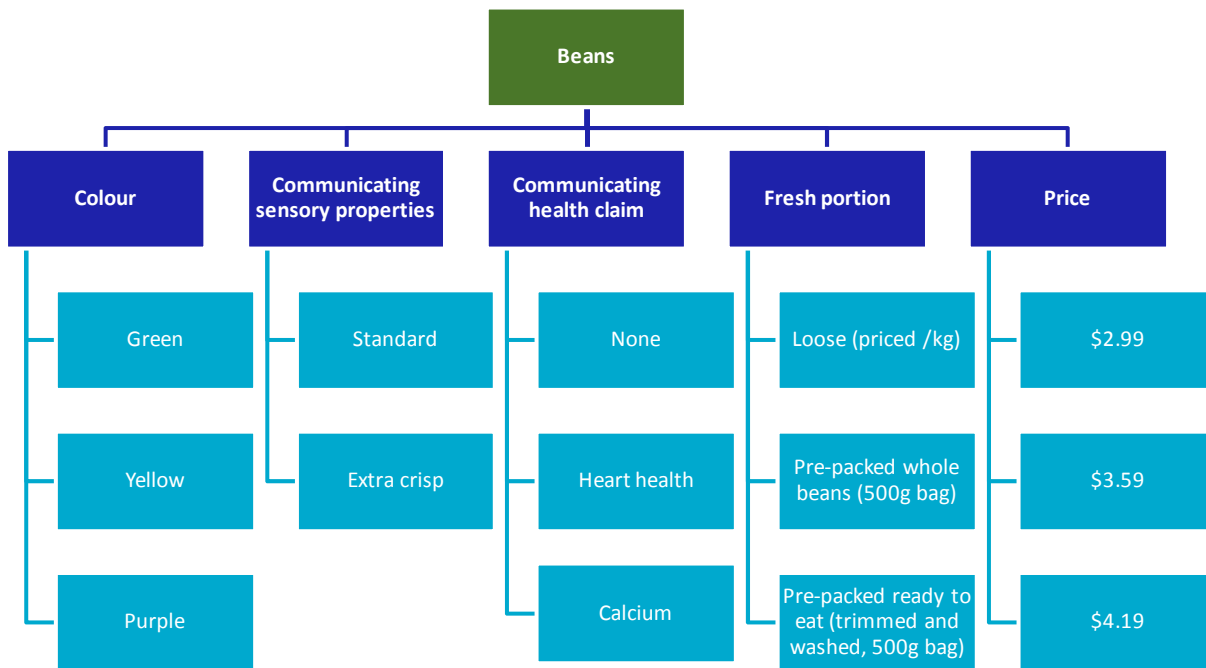 Beans
Colour
Communicating
sensory properties
Communicating
health claim
Fresh portion
Price
Green
Standard
None
Loose (priced /kg)
$2.99
Yellow
Extra crisp
Heart health
Pre-packed whole
beans (500g bag)
$3.59
Purple
Calcium
Pre-packed ready to
eat (trimmed and
washed, 500g bag)
$4.19